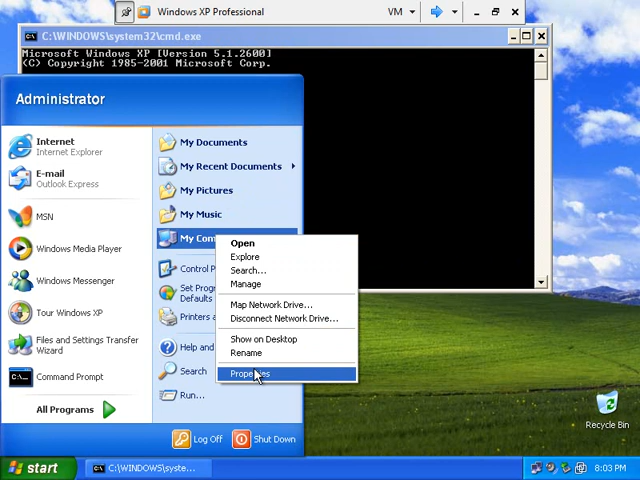 Windows XP Professional
VM
C:\WINDOWS\system32\cmd.exe
Microsoft Windows XP [Version 5.1.2600]
(C) Copyright 1985-2001 Microsoft Corp.
Administrator
Internet
Internet Explorer
E-mail
Outlook Express
MSN
Windows Media Player
Windows Messenger
Tour Windows XP
Files and Settings Transfer
Wizard
Command Prompt
All Programs
My Documents
My Recent Documents
My Pictures
My Music
My Com
Control P
Set Prog
Defaults
Printers a
Help and
Search
Run...
Open
Explore
Search...
Manage
Map Network Drive...
Disconnect Network Drive...
Show on Desktop
Rename
Properties
Log Off
Shut Down
Recycle Bin
start
C:\WINDOWS\syste...
8:03 PM